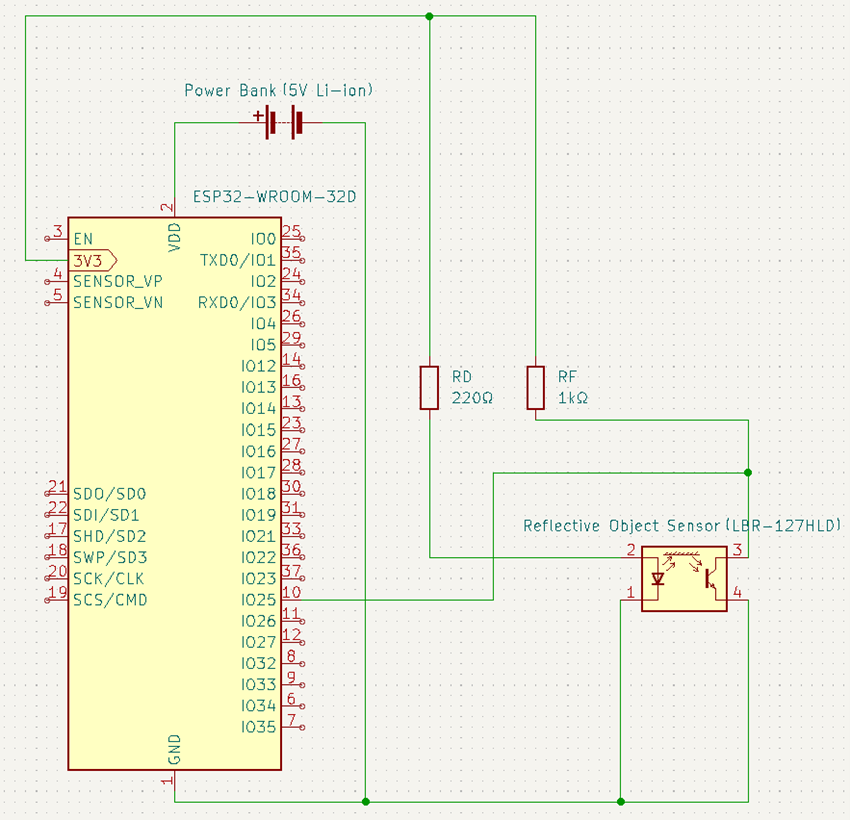 Power Bank (5V Li-ion)
+
ESP32-WROOM-32D
2
VDD
3 EN
3V3
4 SENSOR_VP
5 SENSOR_VN
21 SDO/SD0
22 SDI/SD1
17 SHD/SD2
18 SWP/SD3
20 SCK/CLK
19 SCS/CMD
IO0 25
TXD0/IO1 35
IO2 24
RXD0/IO3 34
IO4 26
IO5 29
IO12 14
IO13 16
IO14 13
IO15 23
IO16 27
IO17 28
IO18 30
IO19 31
IO21 33
IO22 36
IO23 37
IO25 10
IO26 11
IO27 12
IO32 8
IO33 9
IO34 6
IO35 7
GND
1
RD
220Ω
RF
1kΩ
Reflective Object Sensor (LBR-127HLD)
2
3
1
4